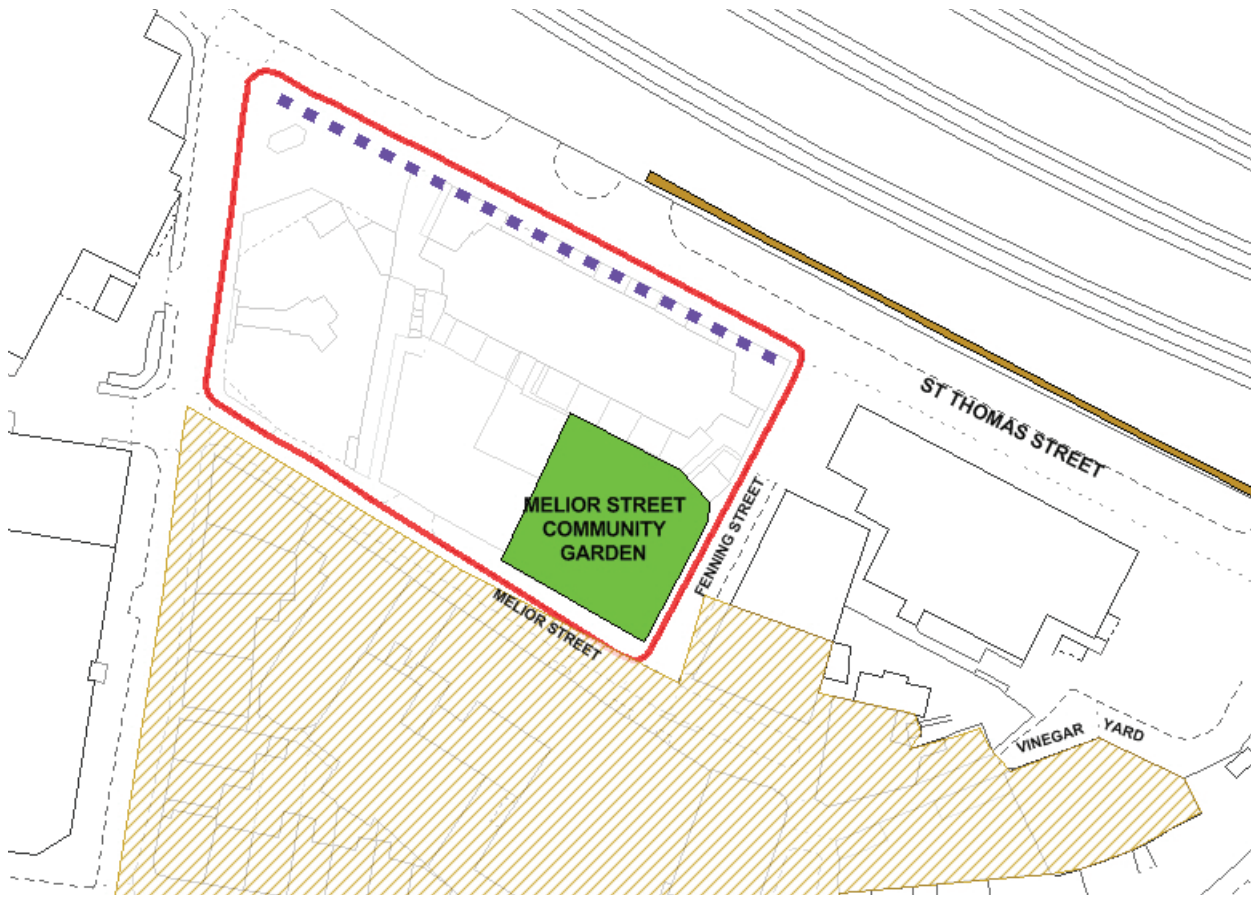 ST THOMAS STREET
MELIOR STREET
COMMUNITY
GARDEN
FENNING STREET
MELIOR STREET
VINEGAR YARD